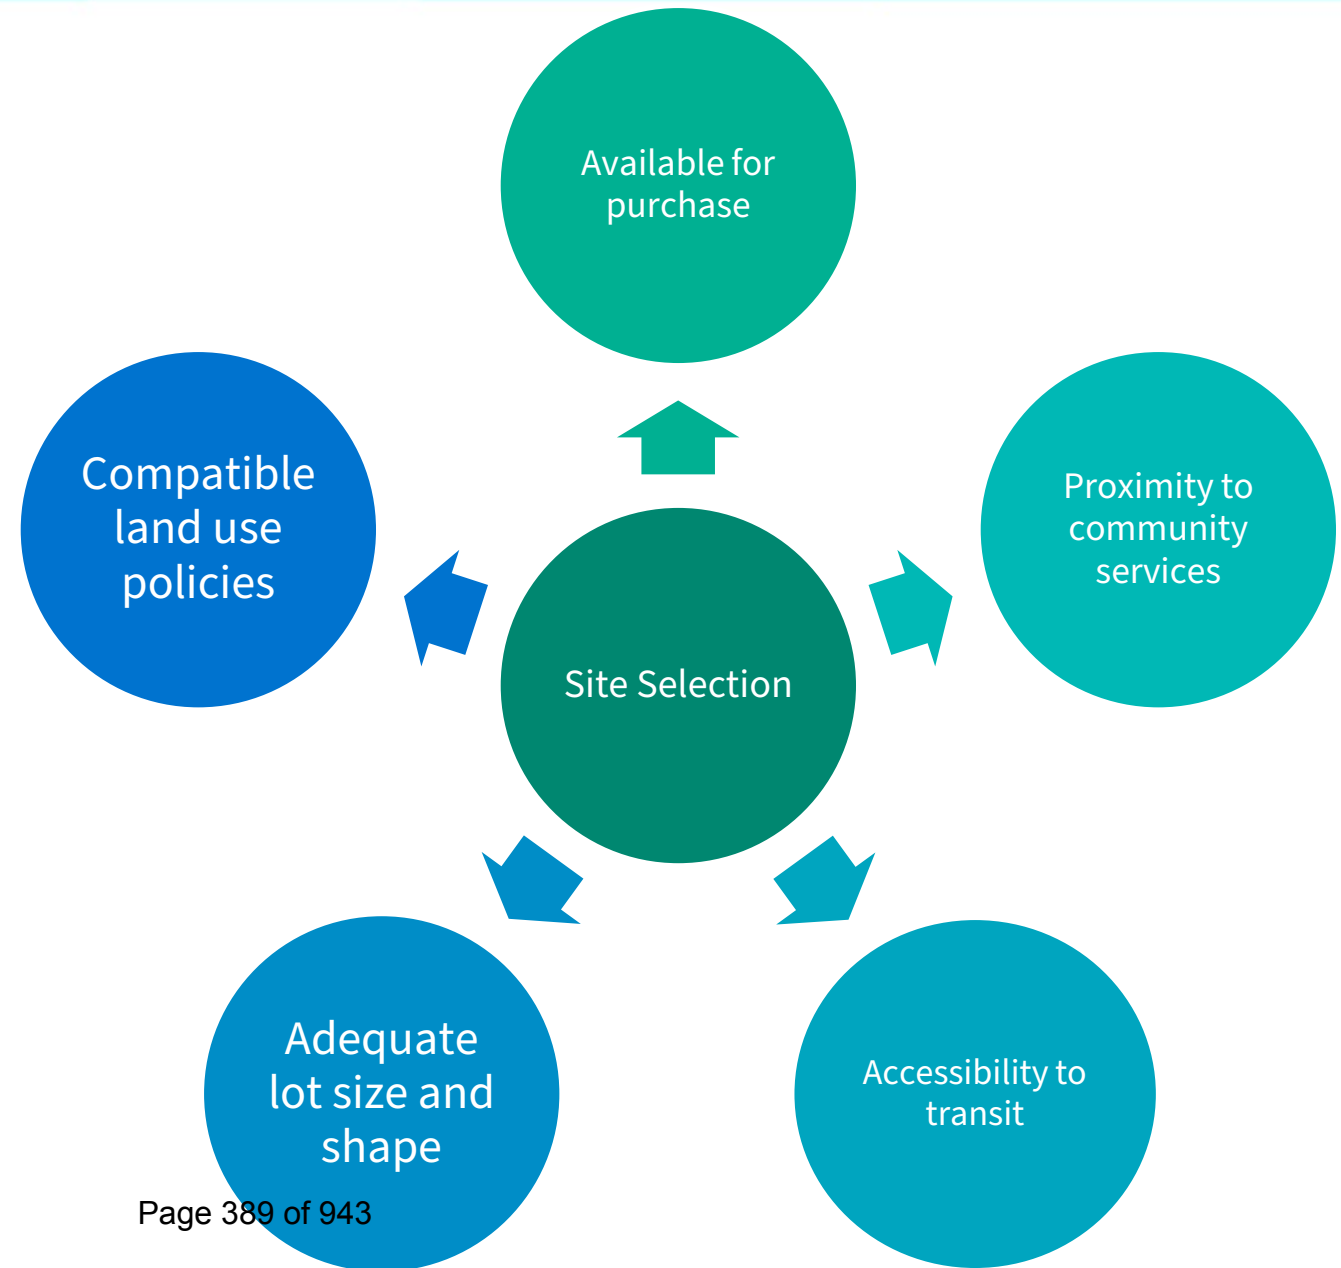 Available for
purchase
Compatible
land use
policies
Proximity to
community
services
Site Selection
Adequate
lot size and
shape
Accessibility to
transit
Page 389 of 943